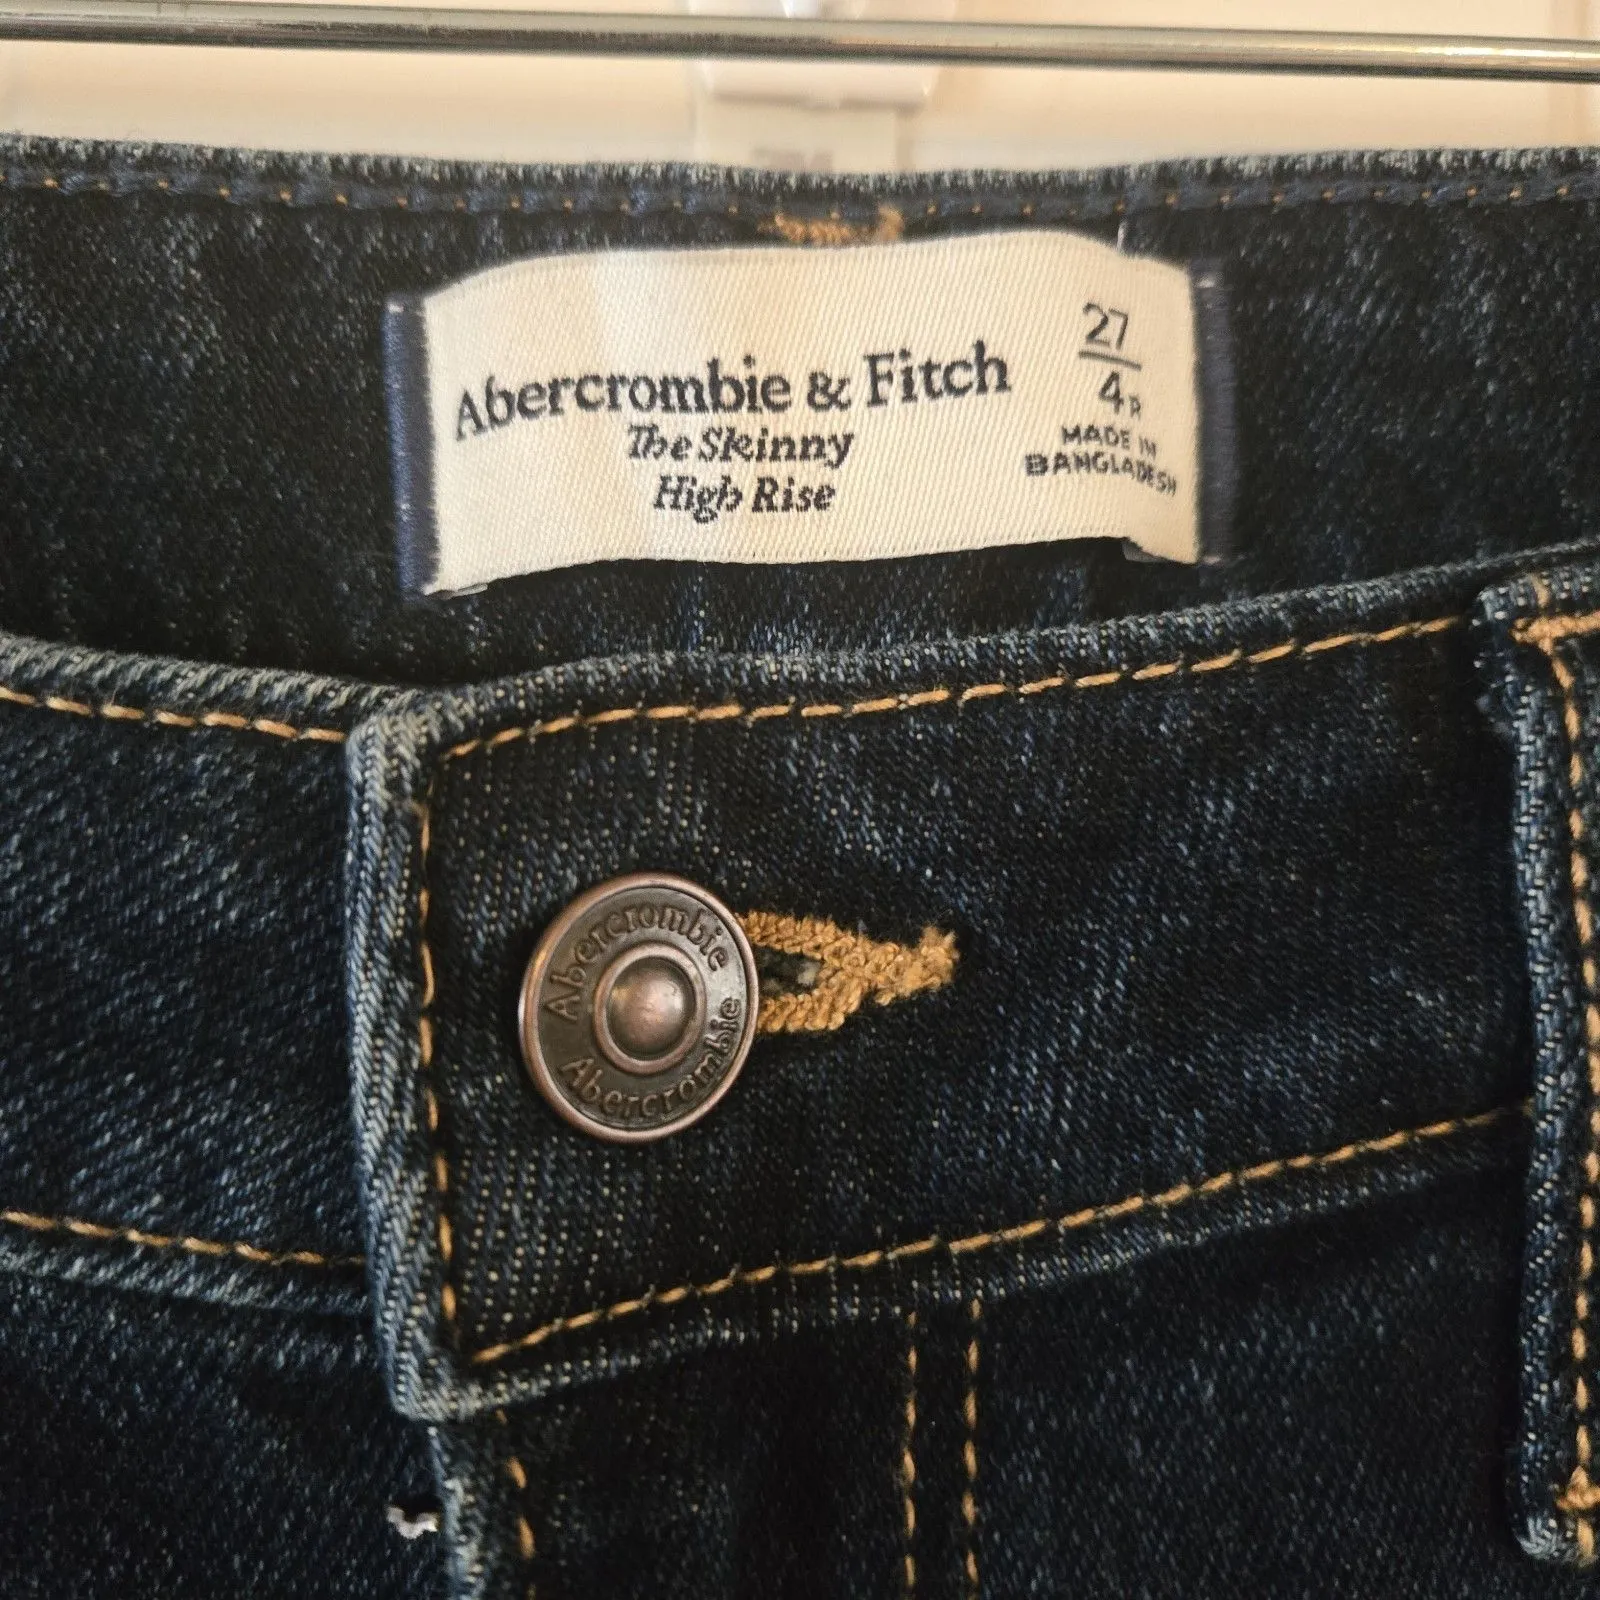 Abercrombie & Fitch
The Skinny
High Rise
27
4R
MADE IN
BANGLADESH
Abercrombie
Abercrombie